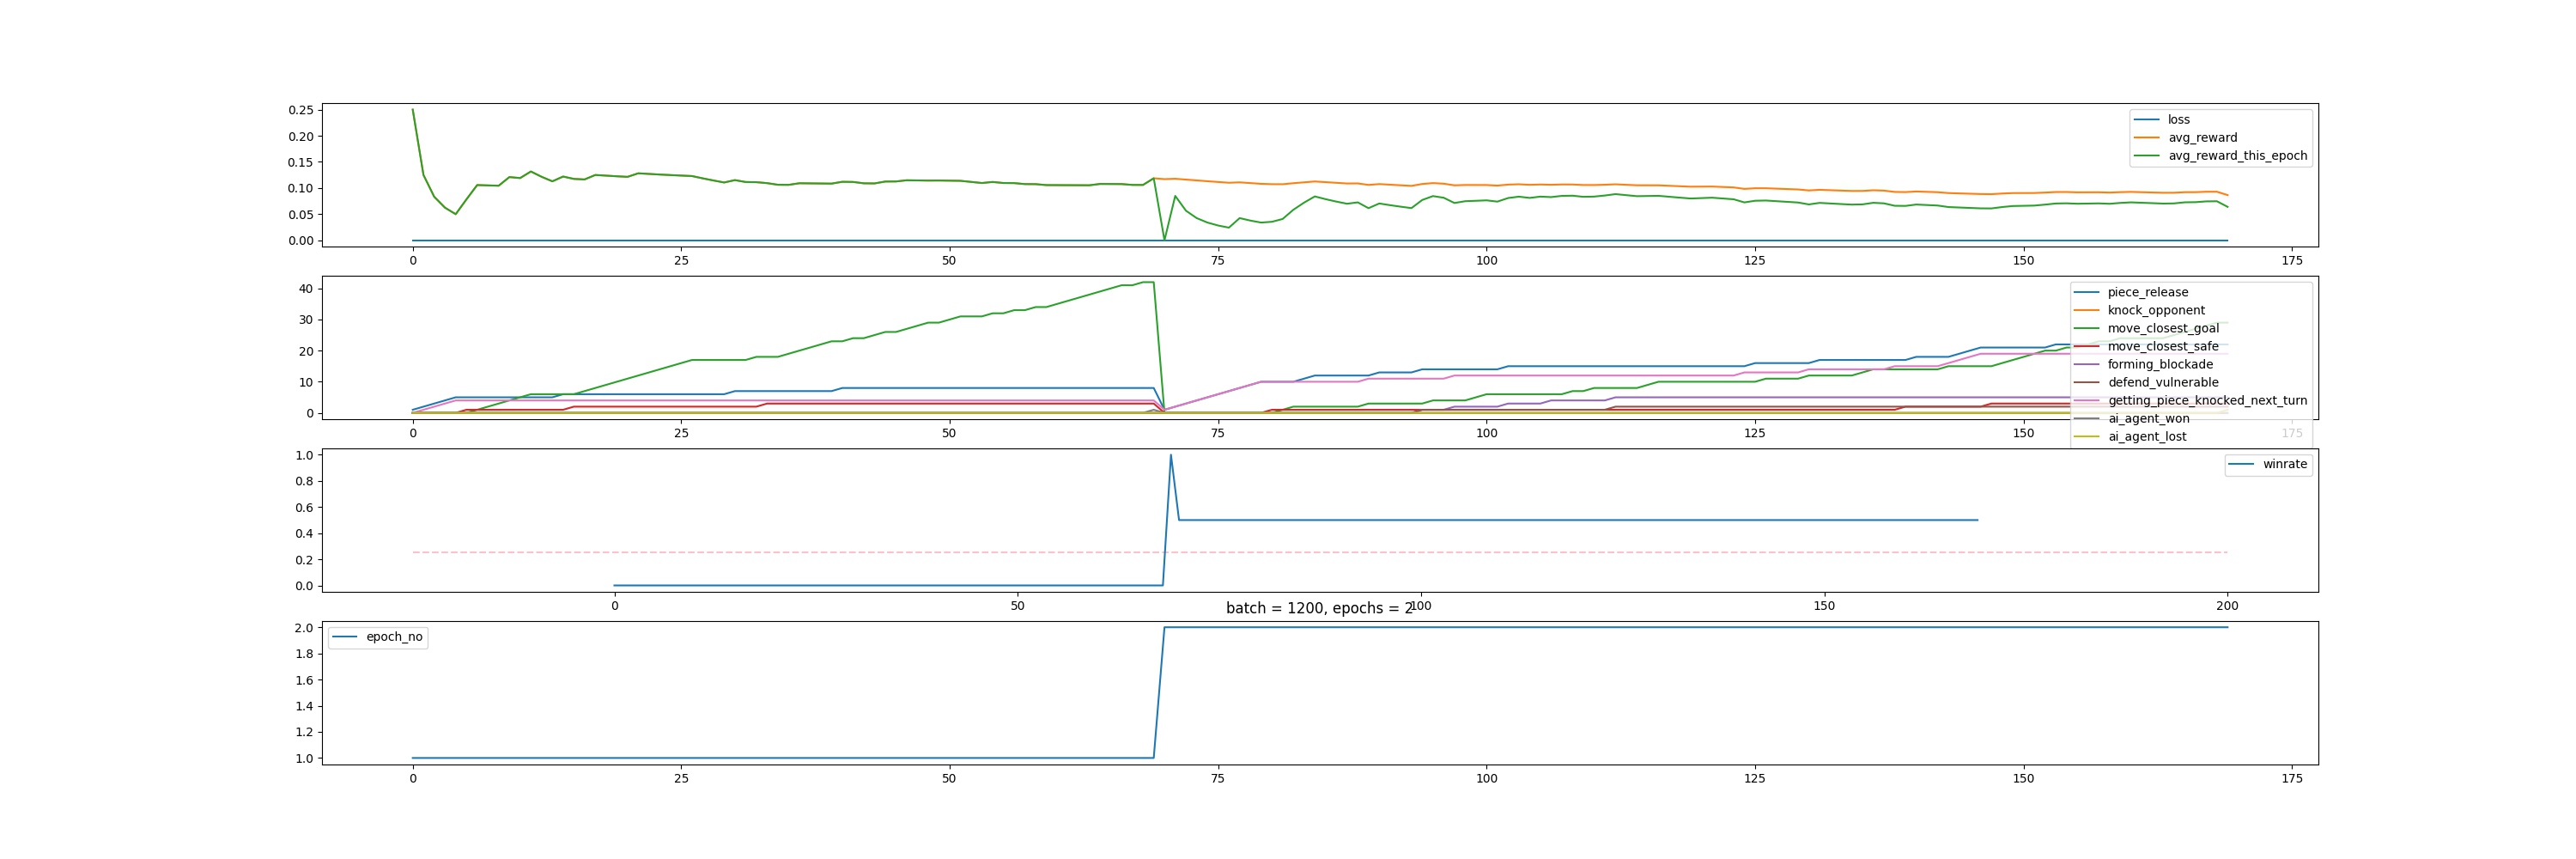 0.25
0.20
0.15
0.10
0.05
0.00
loss
avg_reward
avg_reward_this_epoch
0 25 50 75 100 125 150 175
40
30
20
10
0
piece_release
knock_opponent
move_closest_goal
move_closest_safe
forming_blockade
defend_vulnerable
getting_piece_knocked_next_turn
ai_agent_won
ai_agent_lost
0 25 50 75 100 125 150 175
1.0
0.8
0.6
0.4
0.2
0.0
winrate
0 50 100 150 200
batch = 1200, epochs = 2
2.0
1.8
1.6
1.4
1.2
1.0
epoch_no
0 25 50 75 100 125 150 175